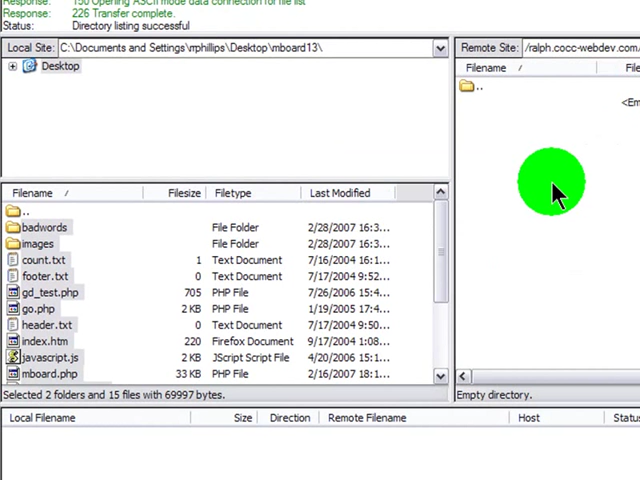 Response: 150 Opening ASCII mode data connection for file list
Response: 226 Transfer complete.
Status: Directory listing successful
Local Site: C:\Documents and Settings\mphillips\Desktop\mboard13\
Remote Site: /ralph.cocc-webdev.com/
Desktop
Filename / File
..
<Em
Filename / Filesize Filetype Last Modified
..
badwords File Folder 2/28/2007 16:3...
images File Folder 2/28/2007 16:3...
count.txt 1 Text Document 7/16/2004 16:1...
footer.txt 0 Text Document 7/17/2004 9:52...
gd_test.php 705 PHP File 7/26/2006 15:4...
go.php 2 KB PHP File 1/19/2005 17:4...
header.txt 0 Text Document 7/17/2004 9:50...
index.htm 220 Firefox Document 9/17/2004 1:08...
javascript.js 2 KB JScript Script File 4/20/2006 15:1...
mboard.php 33 KB PHP File 2/16/2007 18:1...
Selected 2 folders and 15 files with 69997 bytes.
Empty directory.
Local Filename Size Direction Remote Filename Host Status